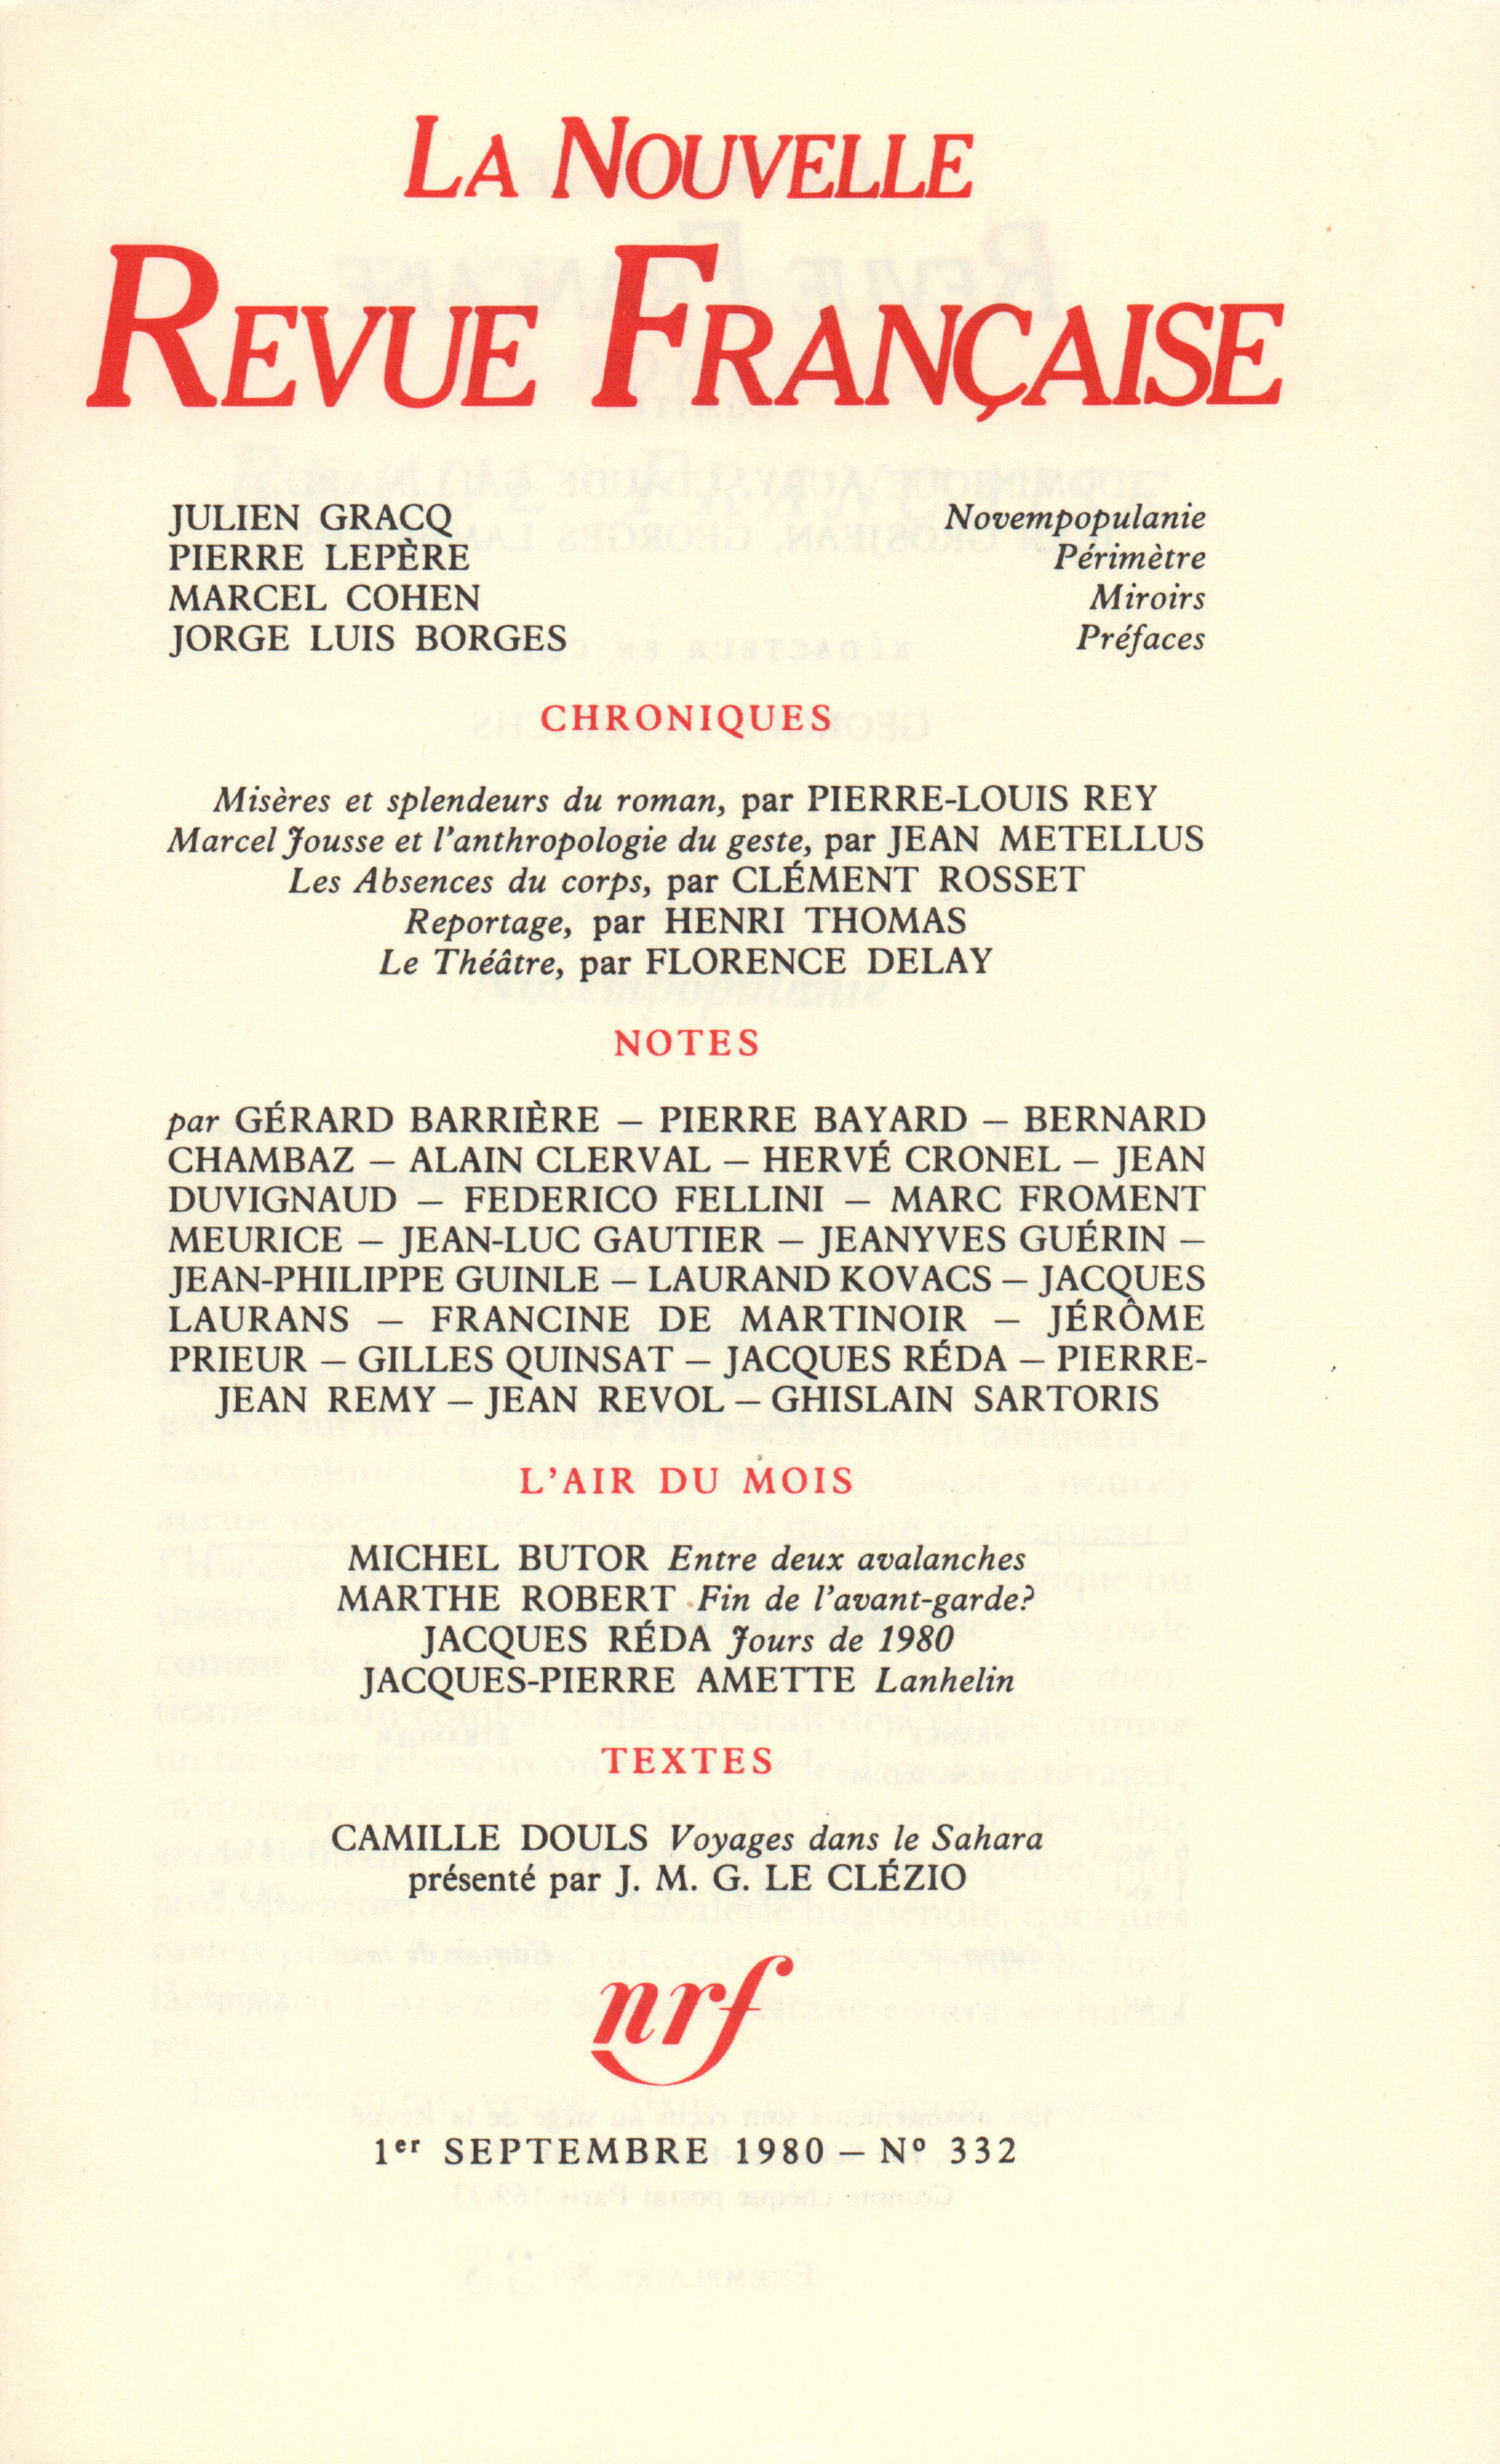 LA NOUVELLE
REVUE FRANÇAISE
JULIEN GRACQ Novempopulanie
PIERRE LEPÈRE Périmètre
MARCEL COHEN Miroirs
JORGE LUIS BORGES Préfaces
CHRONIQUES
Misères et splendeurs du roman, par PIERRE-LOUIS REY
Marcel Jousse et l'anthropologie du geste, par JEAN METELLUS
Les Absences du corps, par CLÉMENT ROSSET
Reportage, par HENRI THOMAS
Le Théâtre, par FLORENCE DELAY
NOTES
par GÉRARD BARRIÈRE – PIERRE BAYARD – BERNARD
CHAMBAZ – ALAIN CLERVAL – HERVÉ CRONEL – JEAN
DUVIGNAUD – FEDERICO FELLINI – MARC FROMENT
MEURICE – JEAN-LUC GAUTIER – JEANYVES GUÉRIN –
JEAN-PHILIPPE GUINLE – LAURAND KOVACS – JACQUES
LAURANS – FRANCINE DE MARTINOIR – JÉRÔME
PRIEUR – GILLES QUINSAT – JACQUES RÉDA – PIERRE-
JEAN REMY – JEAN REVOL – GHISLAIN SARTORIS
L'AIR DU MOIS
MICHEL BUTOR Entre deux avalanches
MARTHE ROBERT Fin de l'avant-garde?
JACQUES RÉDA Jours de 1980
JACQUES-PIERRE AMETTE Lanhelin
TEXTES
CAMILLE DOULS Voyages dans le Sahara
présenté par J. M. G. LE CLÉZIO
nrf
1er SEPTEMBRE 1980 – Nº 332